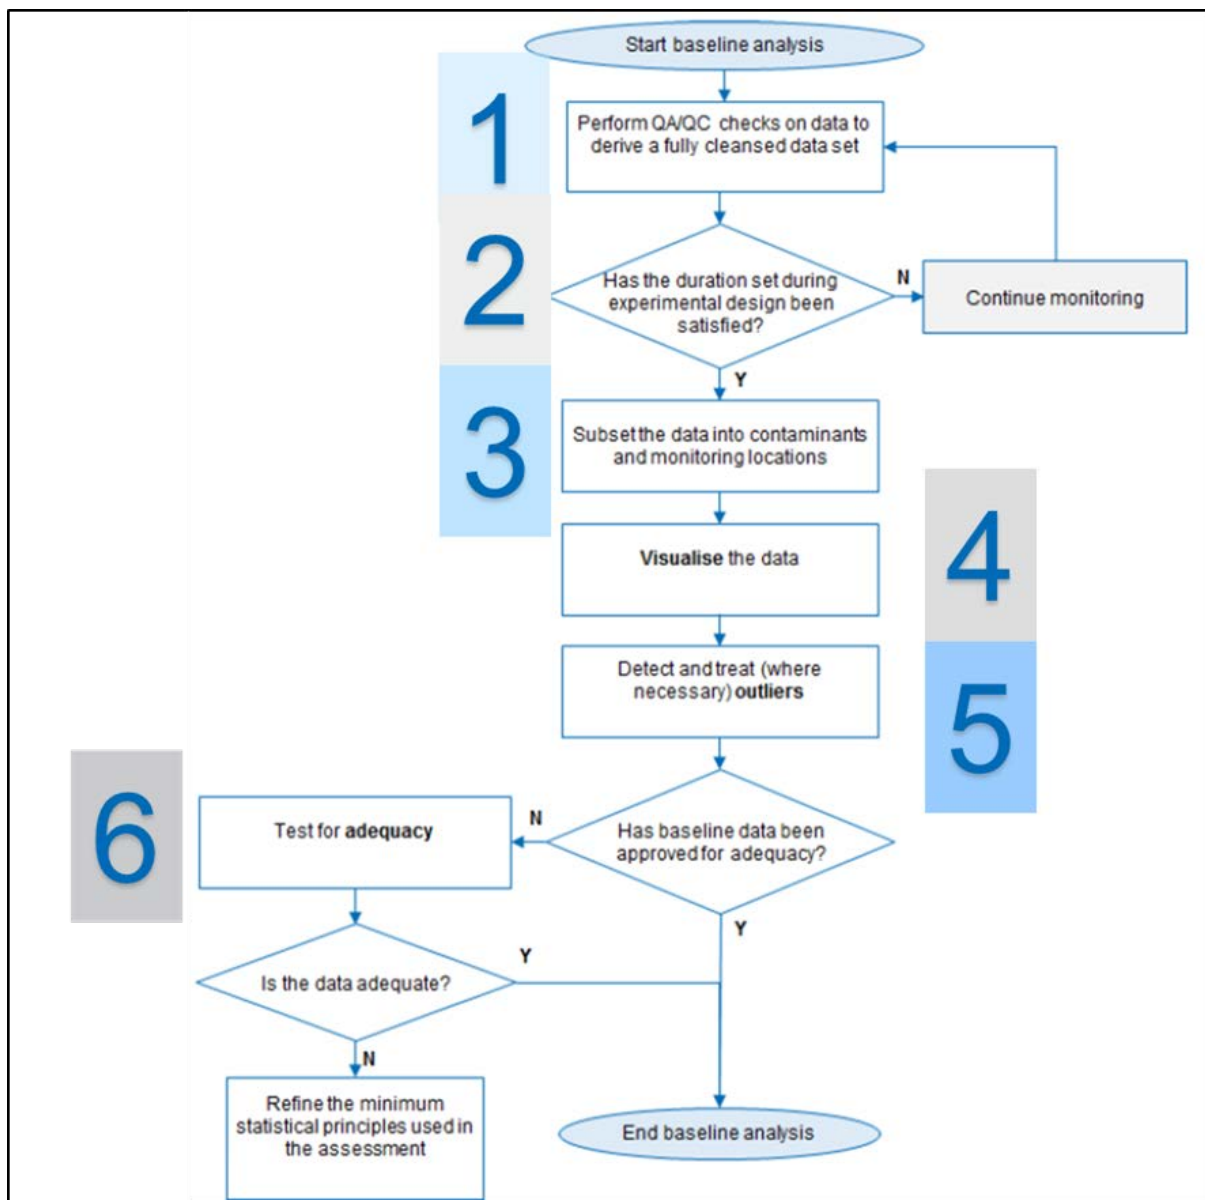 Start baseline analysis
1
Perform QA/QC checks on data to
derive a fully cleansed data set
2
Has the duration set during
experimental design been
satisfied?
N
Continue monitoring
Y
3
Subset the data into contaminants
and monitoring locations
Visualise the data
4
Detect and treat (where
necessary) outliers
5
6
Test for adequacy
N
Has baseline data been
approved for adequacy?
Y
Is the data adequate?
Y
N
Refine the minimum
statistical principles used in
the assessment
End baseline analysis